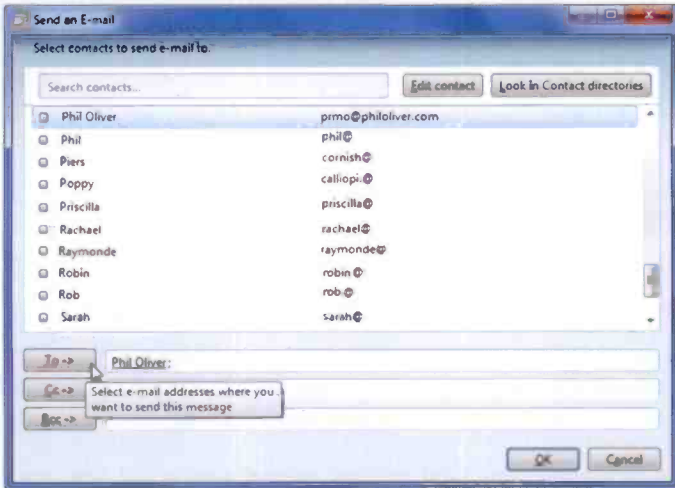 Send an E-mail
Select contacts to send e-mail to.
Search contacts...
Edit contact
Look in Contact directories
Phil Oliver prmo@philoliver.com
Phil phil@
Piers cornish@
Poppy calliopi.@
Priscilla priscilla@
Rachael rachael@
Raymonde raymonde@
Robin robin @
Rob rob @
Sarah sarah@
To -> Phil Oliver;
Cc ->
Select e-mail addresses where you
want to send this message
Bcc ->
OK
Cancel